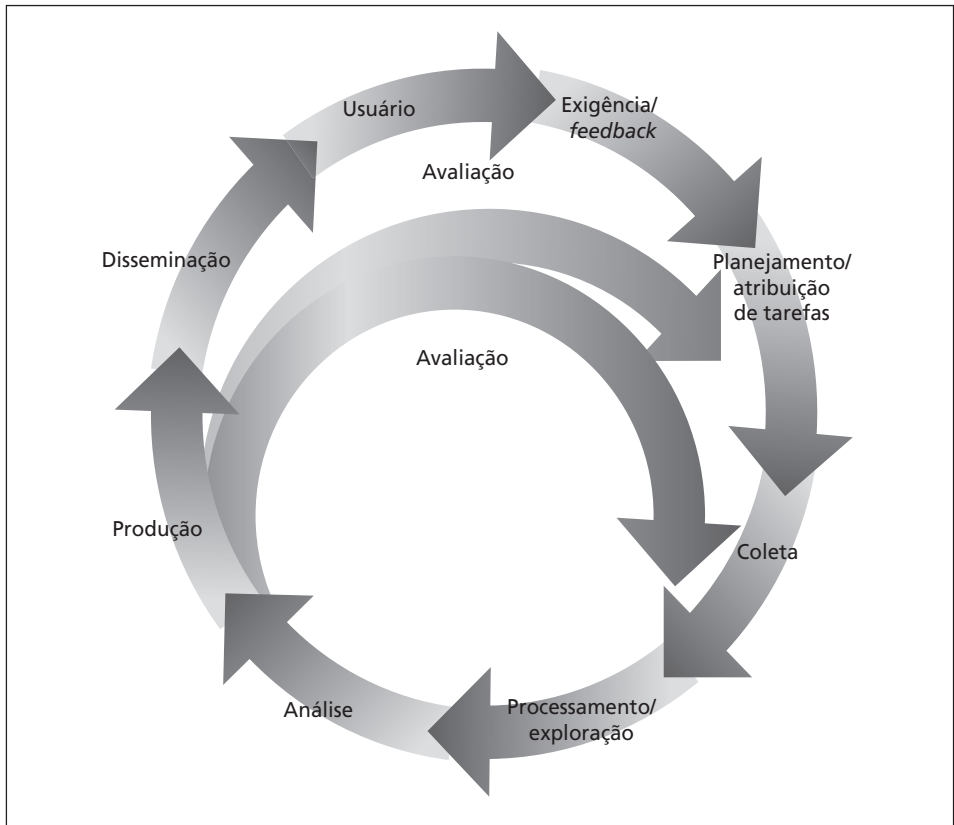 Usuário
Exigência/
feedback
Avaliação
Disseminação
Planejamento/
atribuição
de tarefas
Avaliação
Produção
Coleta
Análise
Processamento/
exploração